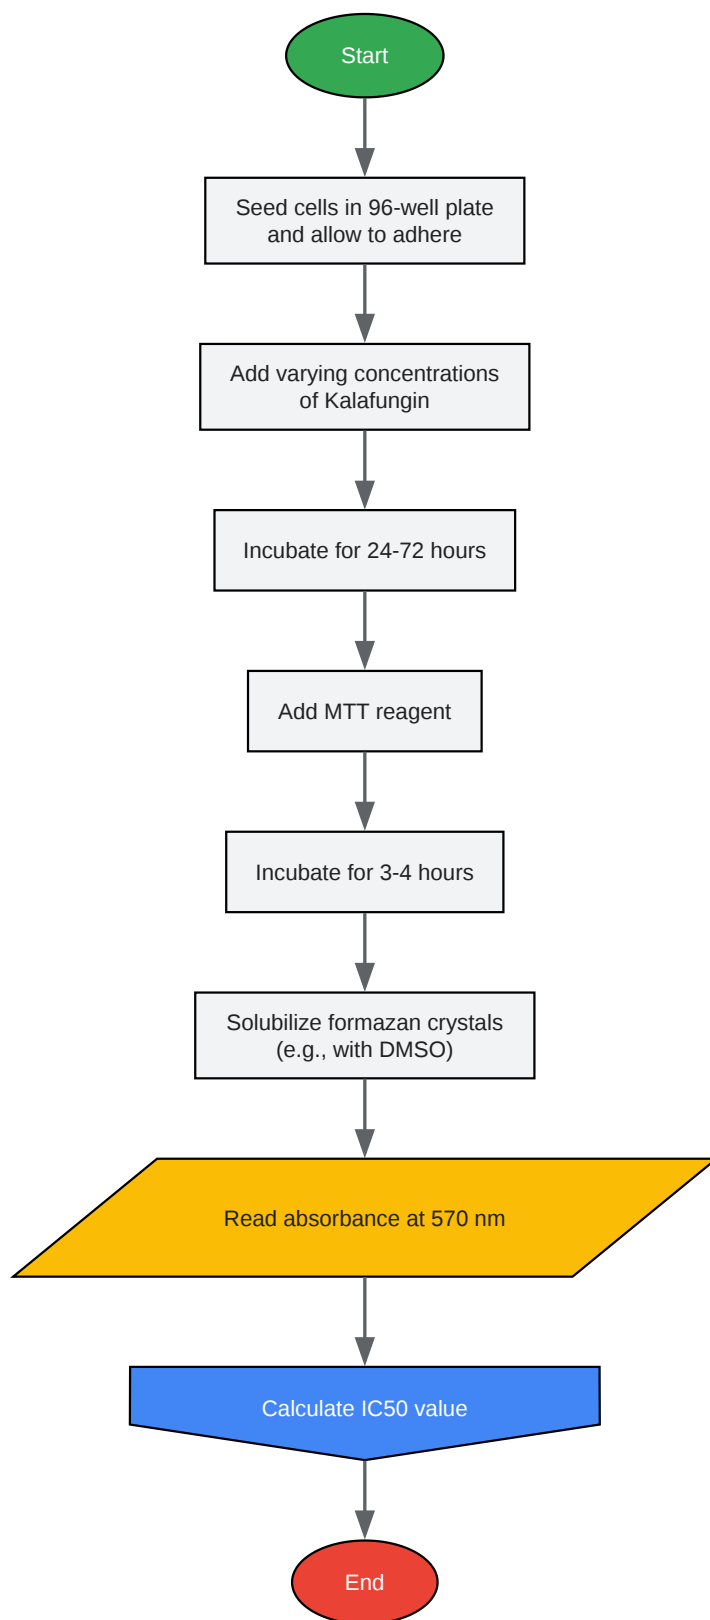 Start
Seed cells in 96-well plate
and allow to adhere
Add varying concentrations
of Kalafungin
Incubate for 24-72 hours
Add MTT reagent
Incubate for 3-4 hours
Solubilize formazan crystals
(e.g., with DMSO)
Read absorbance at 570 nm
Calculate IC50 value
End